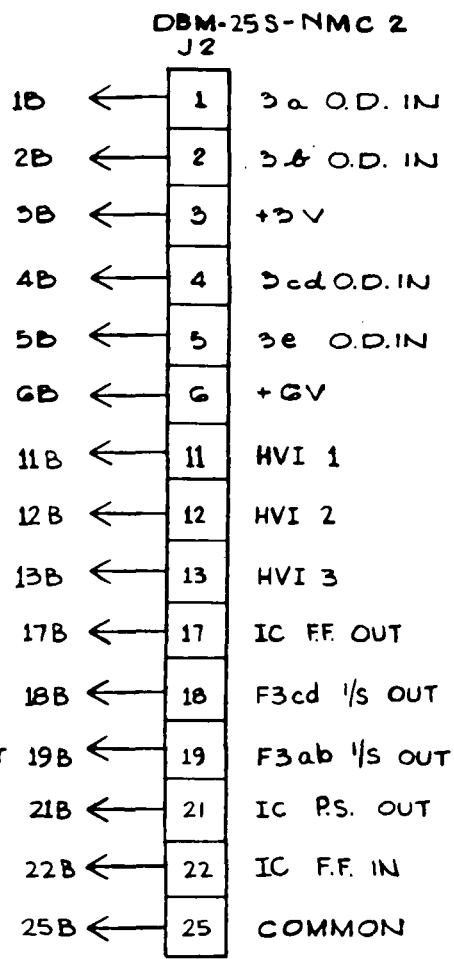 DBM-25S-NMC 2
J2
1B 1 3a O.D. IN
2B 2 3b O.D. IN
3B 3 +3V
4B 4 3cd O.D. IN
5B 5 3e O.D. IN
6B 6 +6V
11B 11 HVI 1
12B 12 HVI 2
13B 13 HVI 3
17B 17 IC F.F. OUT
18B 18 F3cd 1/S OUT
19B 19 F3ab 1/S OUT
21B 21 IC P.S. OUT
22B 22 IC F.F. IN
25B 25 COMMON